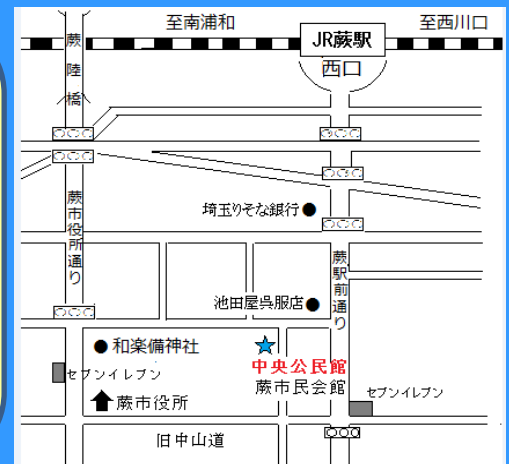 至南浦和
JR蕨駅
至西川口
西口
蕨陸橋
埼玉りそな銀行
蕨市役所通り
蕨駅前通り
池田屋呉服店
和楽備神社
中央公民館
蕨市民会館
セブンイレブン
セブンイレブン
蕨市役所
旧中山道